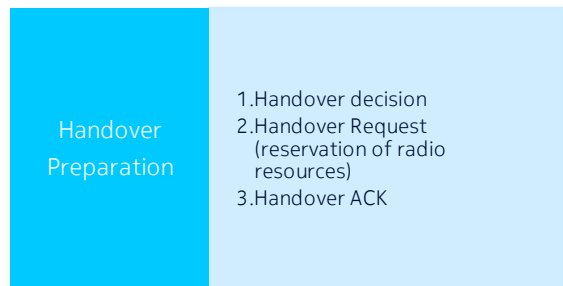 Handover
Preparation
1.Handover decision
2.Handover Request
(reservation of radio
resources)
3.Handover ACK